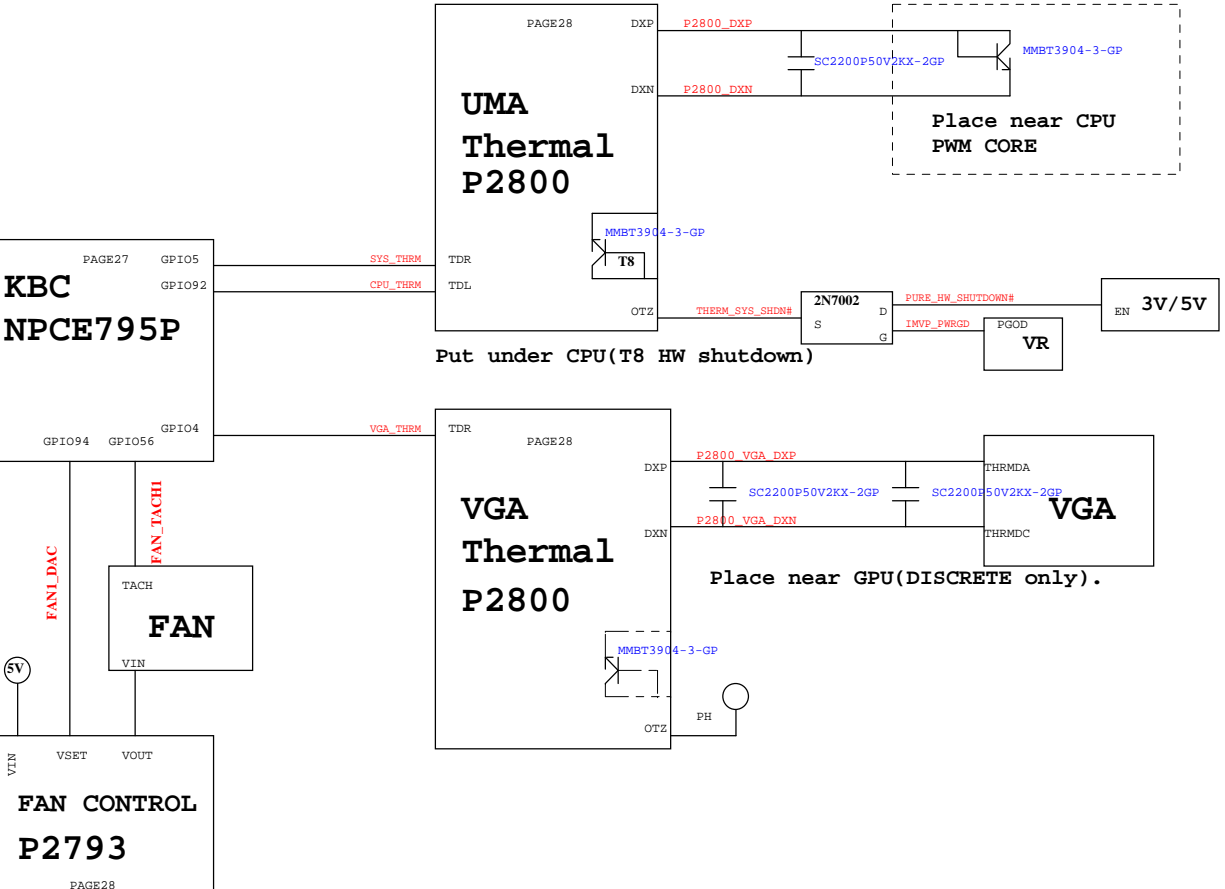 PAGE28
DXP
P2800_DXP
MMBT3904-3-GP
SC2200P50V2KX-2GP
DXN
P2800_DXN
UMA
Thermal
P2800
Place near CPU
PWM CORE
MMBT3904-3-GP
T8
PAGE27
GPIO5
SYS_THRM
TDR
KBC
GPIO92
CPU_THRM
TDL
NPCE795P
OTZ
THERM_SYS_SHDN#
2N7002
D
S
G
PURE_HW_SHUTDOWN#
IMVP_PWRGD
EN
3V/5V
PGOD
VR
Put under CPU(T8 HW shutdown)
GPIO94
GPIO56
GPIO4
VGA_THRM
TDR
PAGE28
DXP
P2800_VGA_DXP
THRMDA
SC2200P50V2KX-2GP
SC2200P50V2KX-2GP
VGA
VGA
Thermal
P2800
DXN
P2800_VGA_DXN
THRMDC
Place near GPU(DISCRETE only).
FAN_TACH1
FAN1_DAC
TACH
FAN
VIN
MMBT3904-3-GP
OTZ
PH
5V
VIN
VSET
VOUT
FAN CONTROL
P2793
PAGE28